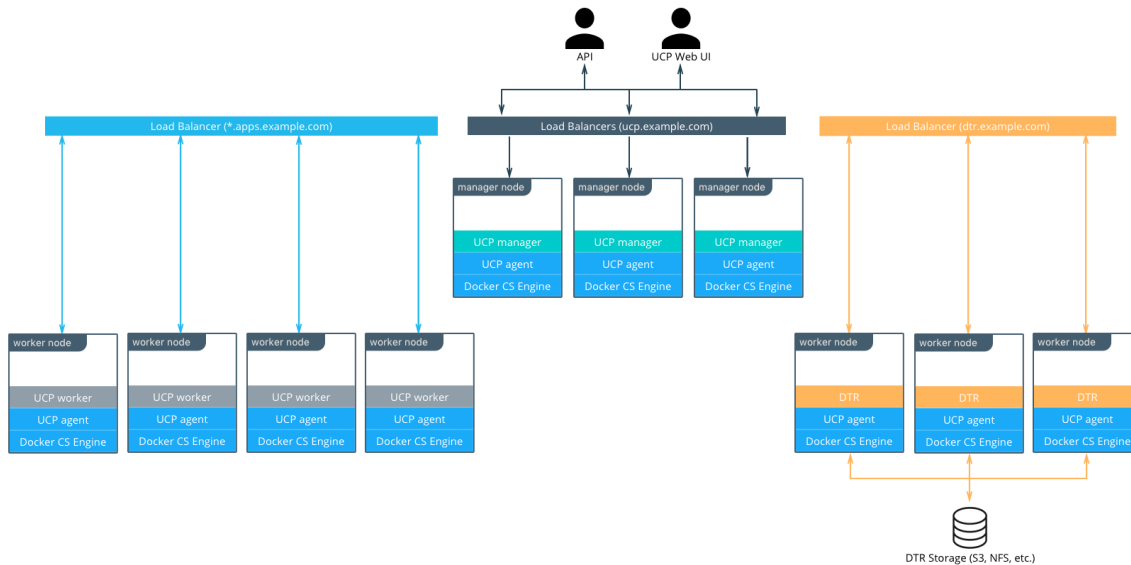 API
UCP Web UI
Load Balancer (*.apps.example.com)
Load Balancers (ucp.example.com)
Load Balancer (dtr.example.com)
manager node
manager node
manager node
UCP manager
UCP manager
UCP manager
UCP agent
UCP agent
UCP agent
Docker CS Engine
Docker CS Engine
Docker CS Engine
worker node
worker node
worker node
worker node
worker node
worker node
worker node
UCP worker
UCP worker
UCP worker
UCP worker
DTR
DTR
DTR
UCP agent
UCP agent
UCP agent
UCP agent
UCP agent
UCP agent
UCP agent
Docker CS Engine
Docker CS Engine
Docker CS Engine
Docker CS Engine
Docker CS Engine
Docker CS Engine
Docker CS Engine
DTR Storage (S3, NFS, etc.)